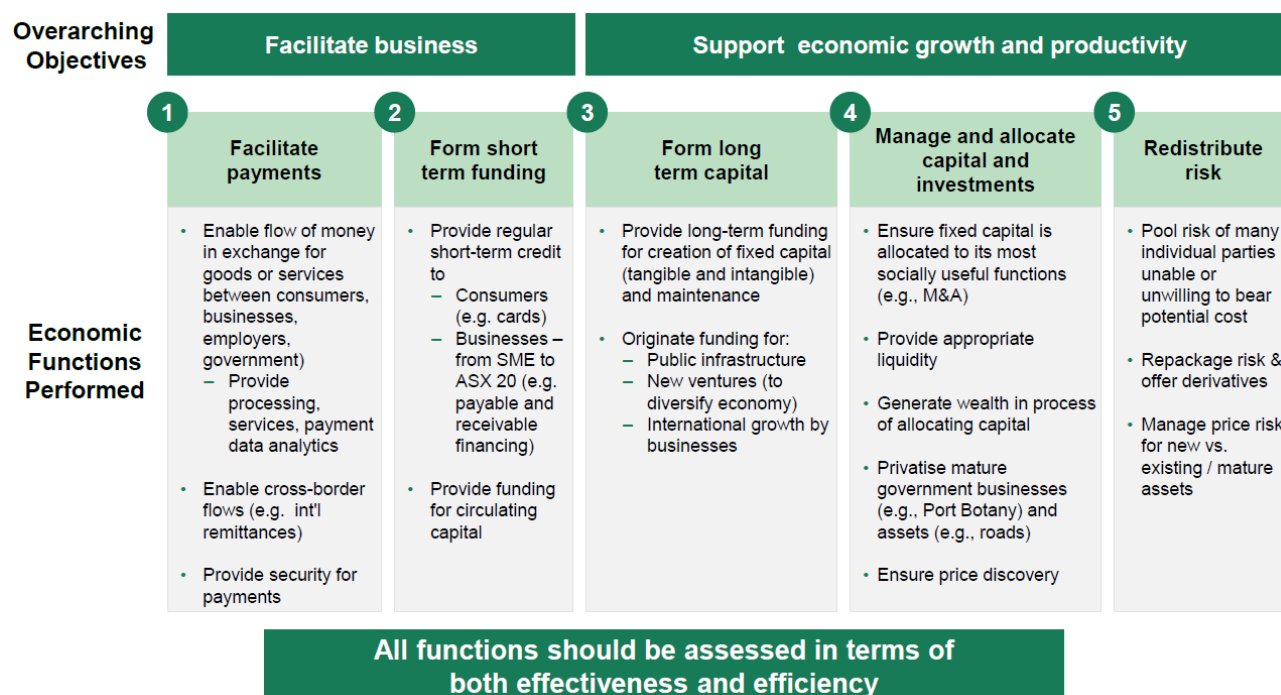 Overarching
Objectives
Facilitate business
Support economic growth and productivity
1
Facilitate
payments
2
Form short
term funding
3
Form long
term capital
4
Manage and allocate
capital and
investments
5
Redistribute
risk
Economic
Functions
Performed
• Enable flow of money
in exchange for
goods or services
between consumers,
businesses,
employers,
government)
– Provide
processing,
services, payment
data analytics
• Enable cross-border
flows (e.g. int'l
remittances)
• Provide security for
payments
• Provide regular
short-term credit
to
– Consumers
(e.g. cards)
– Businesses –
from SME to
ASX 20 (e.g.
payable and
receivable
financing)
• Provide funding
for circulating
capital
• Provide long-term funding
for creation of fixed capital
(tangible and intangible)
and maintenance
• Originate funding for:
– Public infrastructure
– New ventures (to
diversify economy)
– International growth by
businesses
• Ensure fixed capital is
allocated to its most
socially useful functions
(e.g., M&A)
• Provide appropriate
liquidity
• Generate wealth in process
of allocating capital
• Privatise mature
government businesses
(e.g., Port Botany) and
assets (e.g., roads)
• Ensure price discovery
• Pool risk of many
individual parties
unable or
unwilling to bear
potential cost
• Repackage risk &
offer derivatives
• Manage price risk
for new vs.
existing / mature
assets
All functions should be assessed in terms of
both effectiveness and efficiency